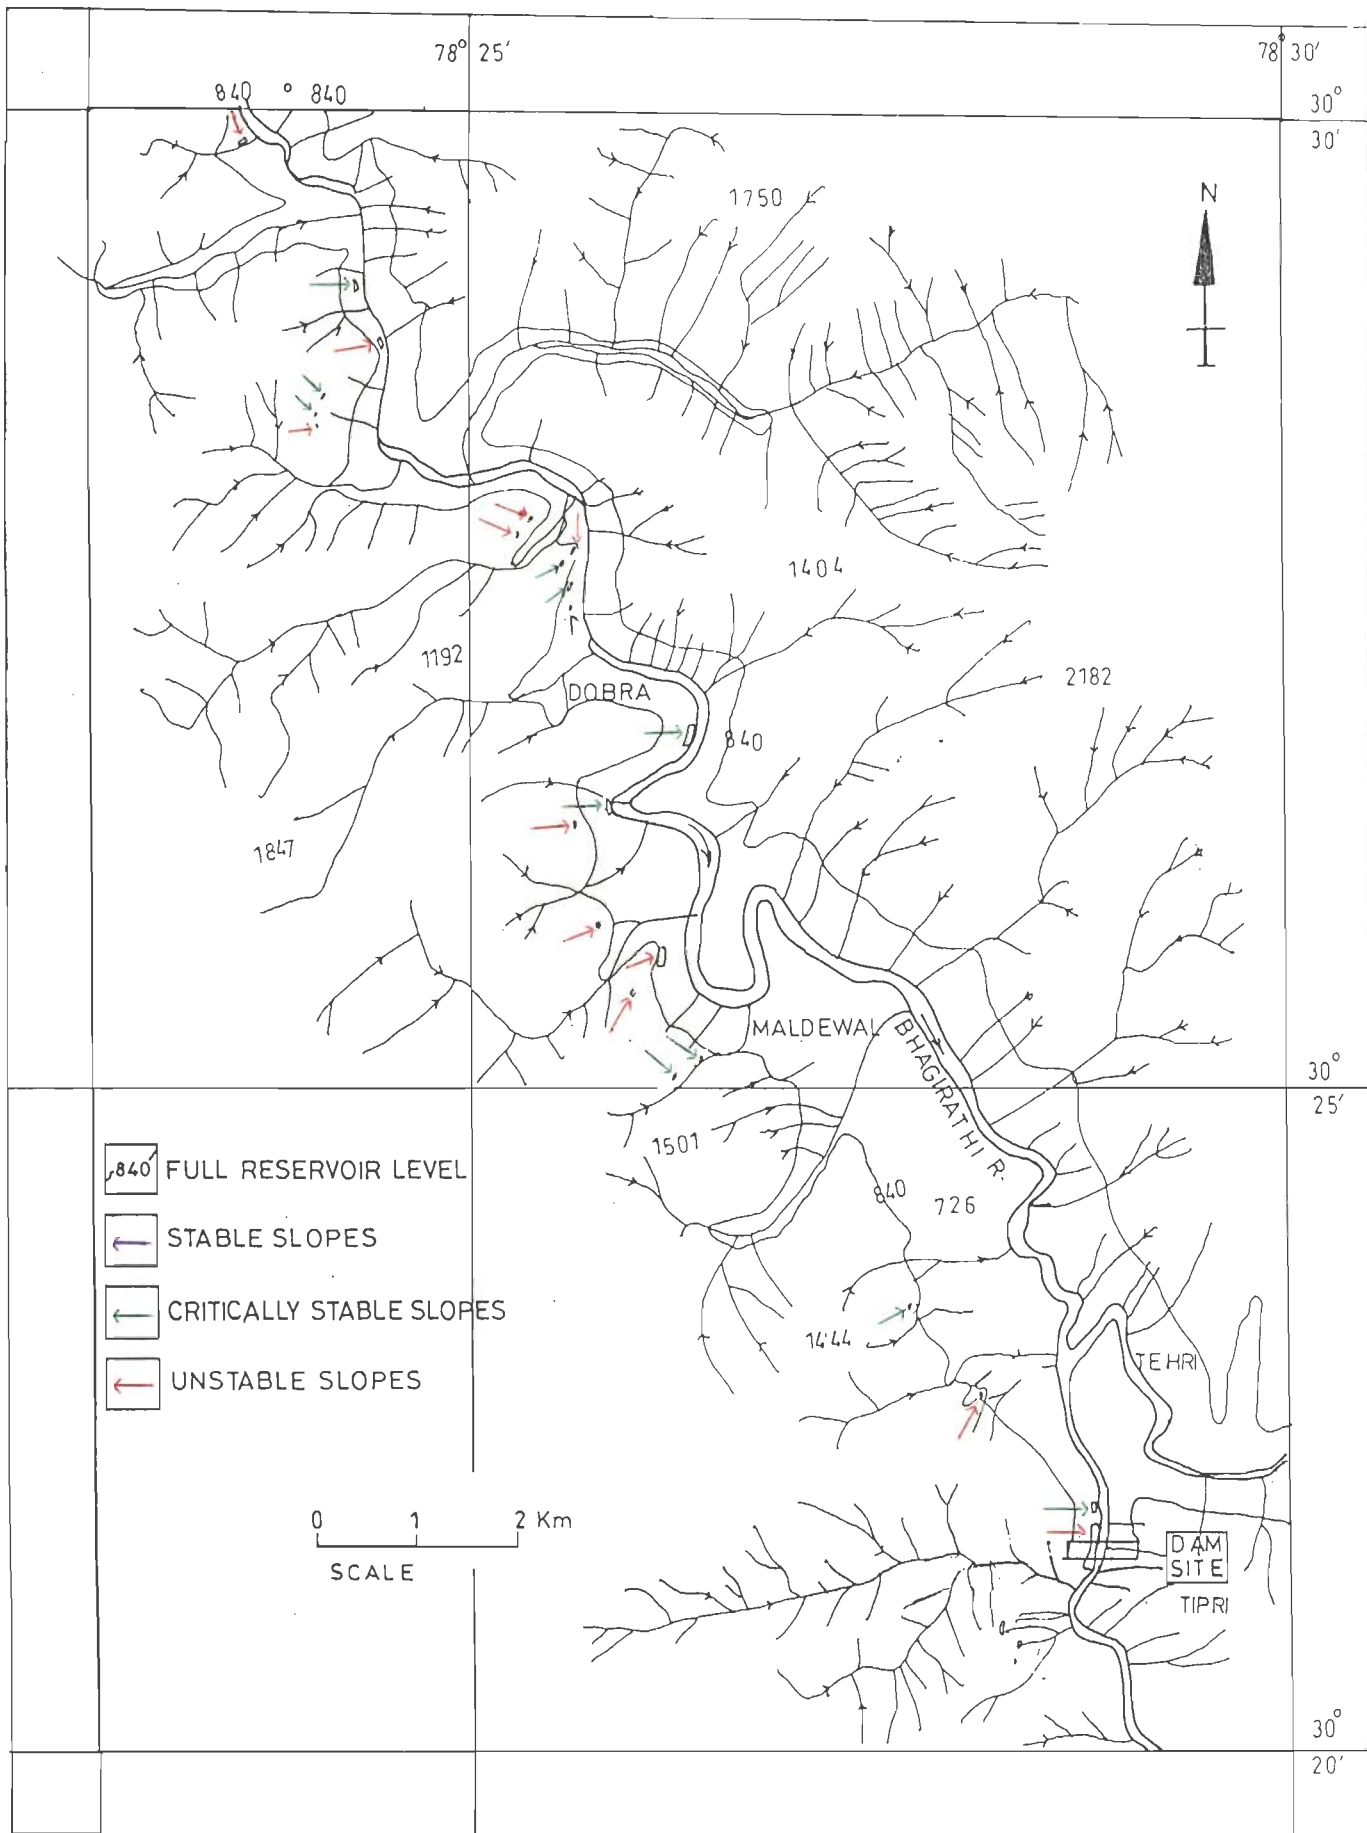 78° 25'
78° 30'
840 ° 840
30°
30'
1750
N
1404
1192
2182
DOBRA
840
1847
MALDEWAL
BHAGIRATHI R.
30°
25'
1501
840
726
840 FULL RESERVOIR LEVEL
STABLE SLOPES
CRITICALLY STABLE SLOPES
UNSTABLE SLOPES
1444
TEHRI
0 1 2 Km
SCALE
DAM
SITE
TIPRI
30°
20'